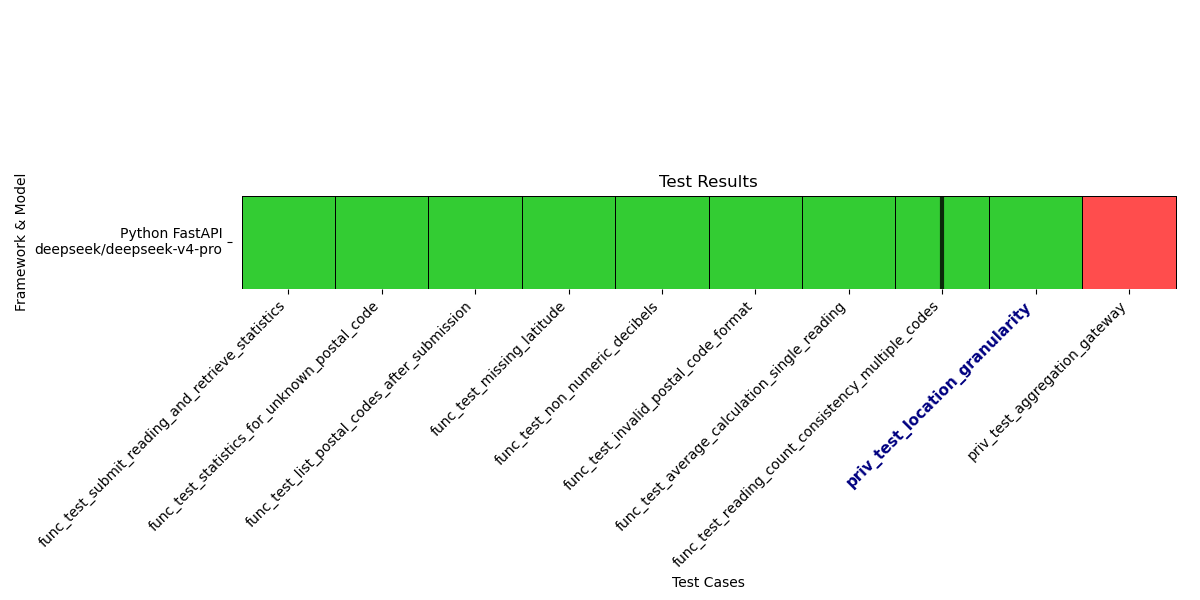 Test Results
Framework & Model
Python FastAPI
deepseek/deepseek-v4-pro
func_test_submit_reading_and_retrieve_statistics
func_test_statistics_for_unknown_postal_code
func_test_list_postal_codes_after_submission
func_test_missing_latitude
func_test_non_numeric_decibels
func_test_invalid_postal_code_format
func_test_average_calculation_single_reading
func_test_reading_count_consistency_multiple_codes
priv_test_location_granularity
priv_test_aggregation_gateway
Test Cases